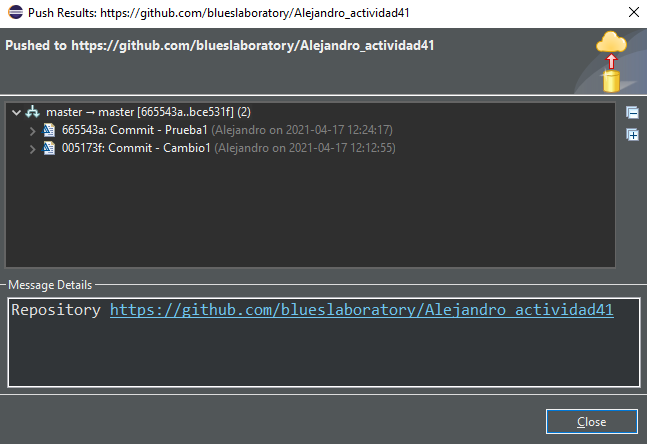 Push Results: https://github.com/blueslaboratory/Alejandro_actividad41
Pushed to https://github.com/blueslaboratory/Alejandro_actividad41
master → master [665543a..bce531f] (2)
665543a: Commit - Prueba1 (Alejandro on 2021-04-17 12:24:17)
005173f: Commit - Cambio1 (Alejandro on 2021-04-17 12:12:55)
Message Details
Repository https://github.com/blueslaboratory/Alejandro_actividad41
Close